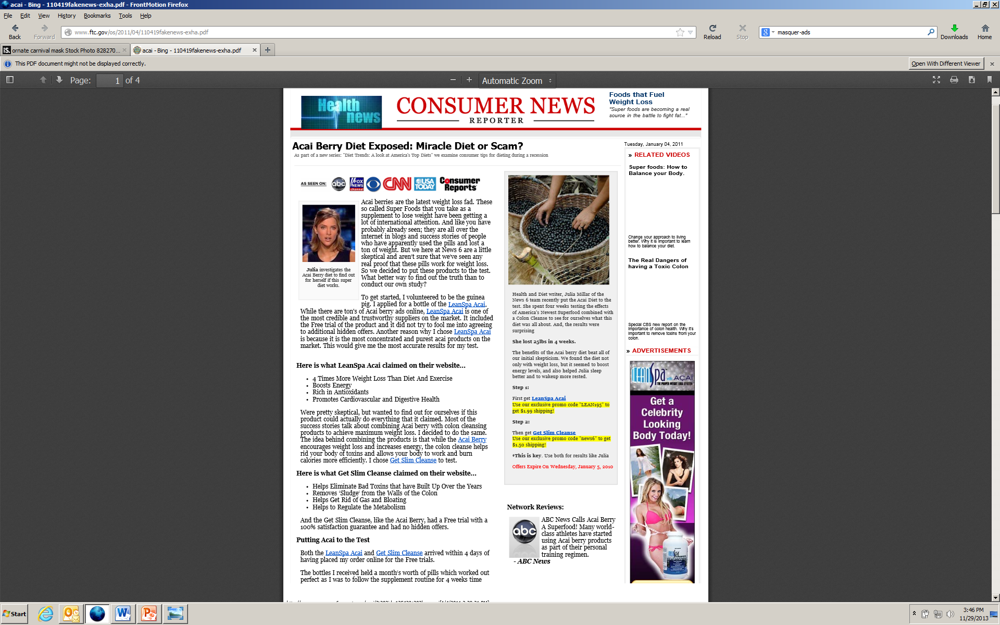 acai - Bing - 110419fakenews-exha.pdf - FrontMotion Firefox
File Edit View History Bookmarks Tools Help
Back Forward www.ftc.gov/os/2011/04/110419fakenews-exha.pdf Reload Stop masquer-ads Downloads Home
iS. ornate carnival mask Stock Photo 828270... acai - Bing - 110419fakenews-exha.pdf
This PDF document might not be displayed correctly. Open With Different Viewer
Page: 1 of 4 Automatic Zoom
Health news
CONSUMER NEWS
REPORTER
Foods that Fuel
Weight Loss
"Super foods are becoming a real
source in the battle to fight fat..."
Acai Berry Diet Exposed: Miracle Diet or Scam?
As part of a new series: "Diet Trends: A look at America's Top Diets" we examine consumer tips for dieting during a recession
AS SEEN ON: abc FOX NEWS channel CNN USA TODAY Consumer Reports
Julia investigates the
Acai Berry diet to find out
for herself if this super
diet works.
Acai berries are the latest weight loss fad. These
so called Super Foods that you take as a
supplement to lose weight have been getting a
lot of international attention. And like you have
probably already seen; they are all over the
internet in blogs and success stories of people
who have apparently used the pills and lost a
ton of weight. But we here at News 6 are a little
skeptical and aren't sure that we've seen any
real proof that these pills work for weight loss.
So we decided to put these products to the test.
What better way to find out the truth than to
conduct our own study?
To get started, I volunteered to be the guinea
pig. I applied for a bottle of the LeanSpa Acai.
While there are ton's of Acai berry ads online, LeanSpa Acai is one of
the most credible and trustworthy suppliers on the market. It included
the Free trial of the product and it did not try to fool me into agreeing
to additional hidden offers. Another reason why I chose LeanSpa Acai
is because it is the most concentrated and purest acai products on the
market. This would give me the most accurate results for my test.
Here is what LeanSpa Acai claimed on their website...
• 4 Times More Weight Loss Than Diet And Exercise
• Boosts Energy
• Rich in Antioxidants
• Promotes Cardiovascular and Digestive Health
Were pretty skeptical, but wanted to find out for ourselves if this
product could actually do everything that it claimed. Most of the
success stories talk about combining Acai berry with colon cleansing
products to achieve maximum weight loss. I decided to do the same.
The idea behind combining the products is that while the Acai Berry
encourages weight loss and increases energy, the colon cleanse helps
rid your body of toxins and allows your body to work and burn
calories more efficiently. I chose Get Slim Cleanse to test.
Here is what Get Slim Cleanse claimed on their website...
• Helps Eliminate Bad Toxins that have Built Up Over the Years
• Removes 'Sludge' from the Walls of the Colon
• Helps Get Rid of Gas and Bloating
• Helps to Regulate the Metabolism
And the Get Slim Cleanse, like the Acai Berry, had a Free trial with a
100% satisfaction guarantee and had no hidden offers.
Putting Acai to the Test
Both the LeanSpa Acai and Get Slim Cleanse arrived within 4 days of
having placed my order online for the Free trials.
The bottles I received held a month's worth of pills which worked out
perfect as I was to follow the supplement routine for 4 weeks time
Health and Diet writer, Julia Millar of the
News 6 team recently put the Acai Diet to the
test. She spent four weeks testing the effects
of America's Newest Superfood combined with
a Colon Cleanse to see for ourselves what this
diet was all about. And, the results were
surprising
She lost 25lbs in 4 weeks.
The benefits of the Acai berry diet beat all of
our initial skepticism. We found the diet not
only with weight loss, but it seemed to boost
energy levels, and also helped Julia sleep
better and to wakeup more rested.
Step 1:
First get LeanSpa Acai
Use our exclusive promo code "LEAN195" to
get $1.99 shipping!
Step 2:
Then get Get Slim Cleanse
Use our exclusive promo code "news6" to get
$1.50 shipping!
*This is key. Use both for results like Julia
Offers Expire On Wednesday, January 5, 2010
Network Reviews:
abc
ABC News Calls Acai Berry
A Superfood! Many world-
class athletes have started
using Acai berry products
as part of their personal
training regimen.
- ABC News
Tuesday, January 04, 2011
» RELATED VIDEOS
Super foods: How to
Balance your Body.
Change your approach to living
better. Why it is important to learn
how to balance your diet.
The Real Dangers of
having a Toxic Colon
Special CBS new report on the
importance of colon health. Why it's
important to remove toxins from your
colon.
» ADVERTISEMENTS
LEANSpa with AÇAI
THE PROPER WEIGHT LOSS SYSTEM
Get a
Celebrity
Looking
Body Today!
LEANSpa
Start
3:46 PM
11/29/2013